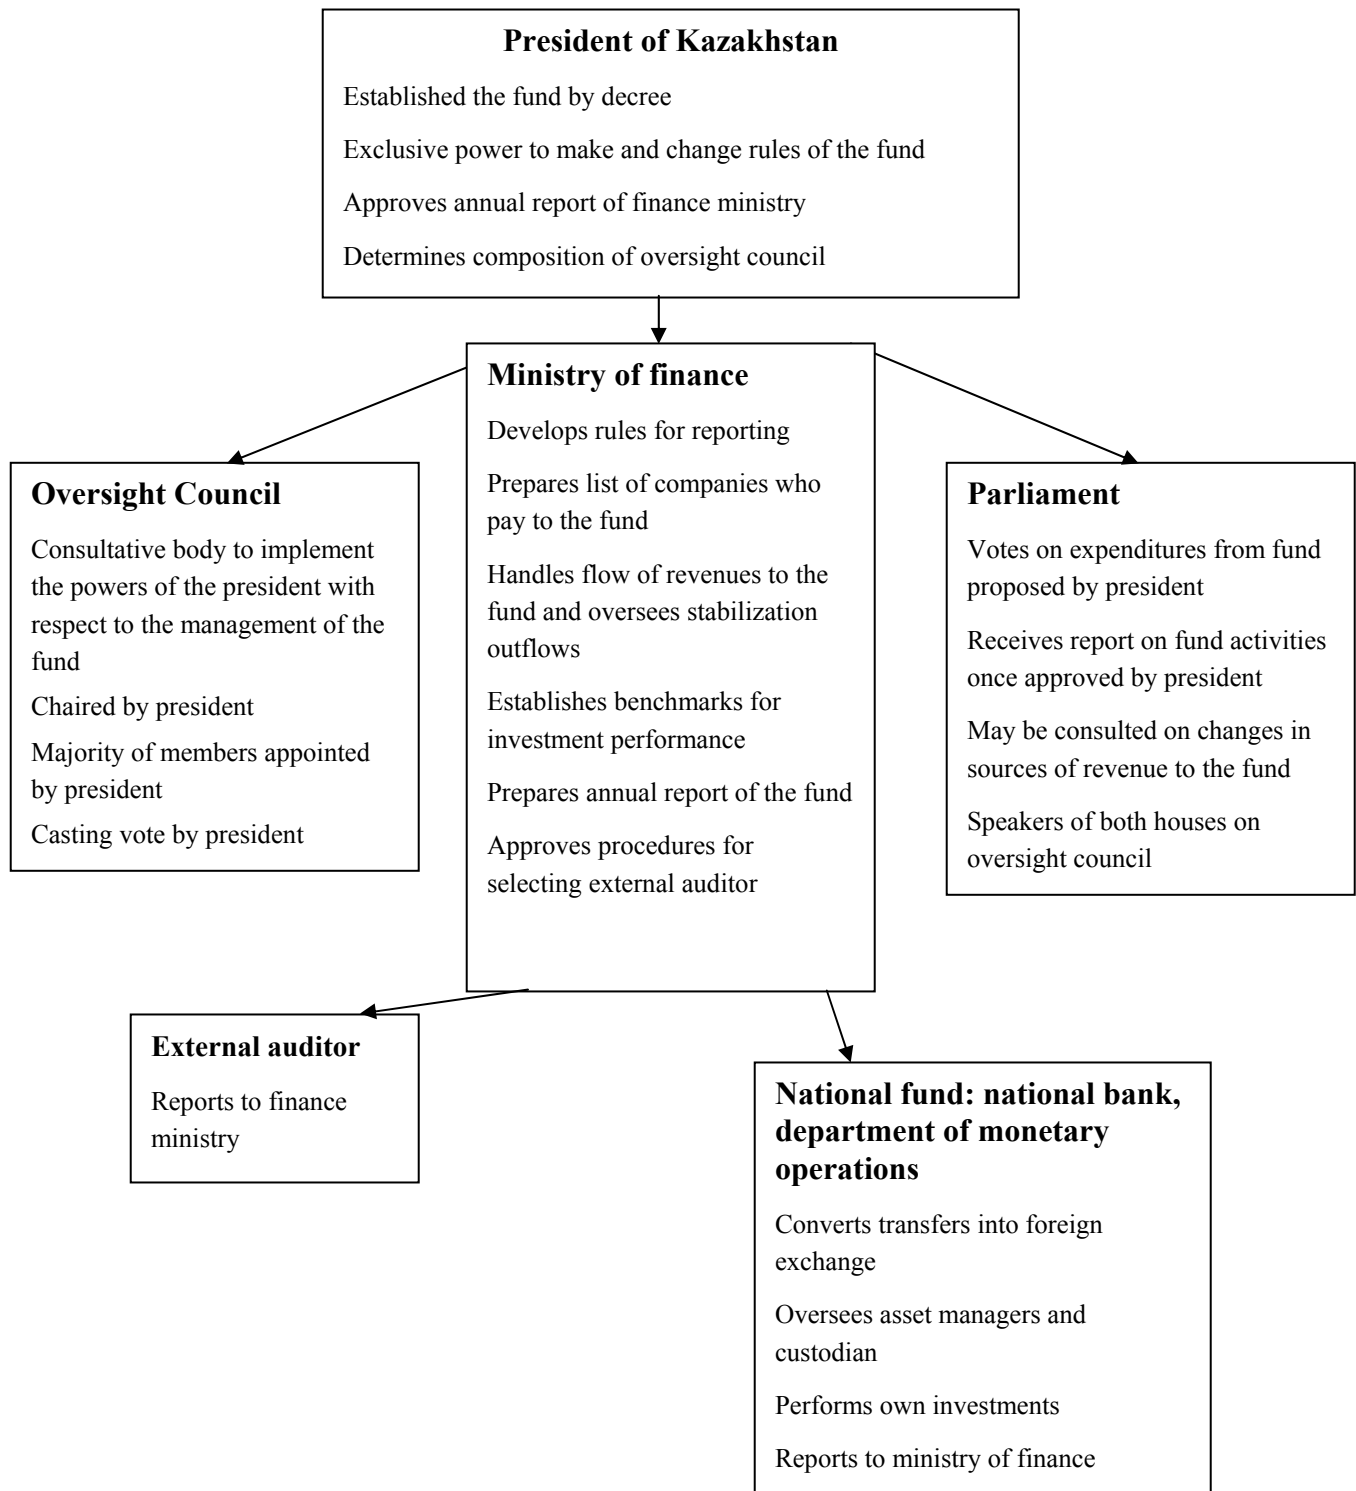 President of Kazakhstan
Established the fund by decree
Exclusive power to make and change rules of the fund
Approves annual report of finance ministry
Determines composition of oversight council
Ministry of finance
Develops rules for reporting
Prepares list of companies who
pay to the fund
Handles flow of revenues to the
fund and oversees stabilization
outflows
Establishes benchmarks for
investment performance
Prepares annual report of the fund
Approves procedures for
selecting external auditor
Oversight Council
Consultative body to implement
the powers of the president with
respect to the management of the
fund
Chaired by president
Majority of members appointed
by president
Casting vote by president
Parliament
Votes on expenditures from fund
proposed by president
Receives report on fund activities
once approved by president
May be consulted on changes in
sources of revenue to the fund
Speakers of both houses on
oversight council
External auditor
Reports to finance
ministry
National fund: national bank,
department of monetary
operations
Converts transfers into foreign
exchange
Oversees asset managers and
custodian
Performs own investments
Reports to ministry of finance